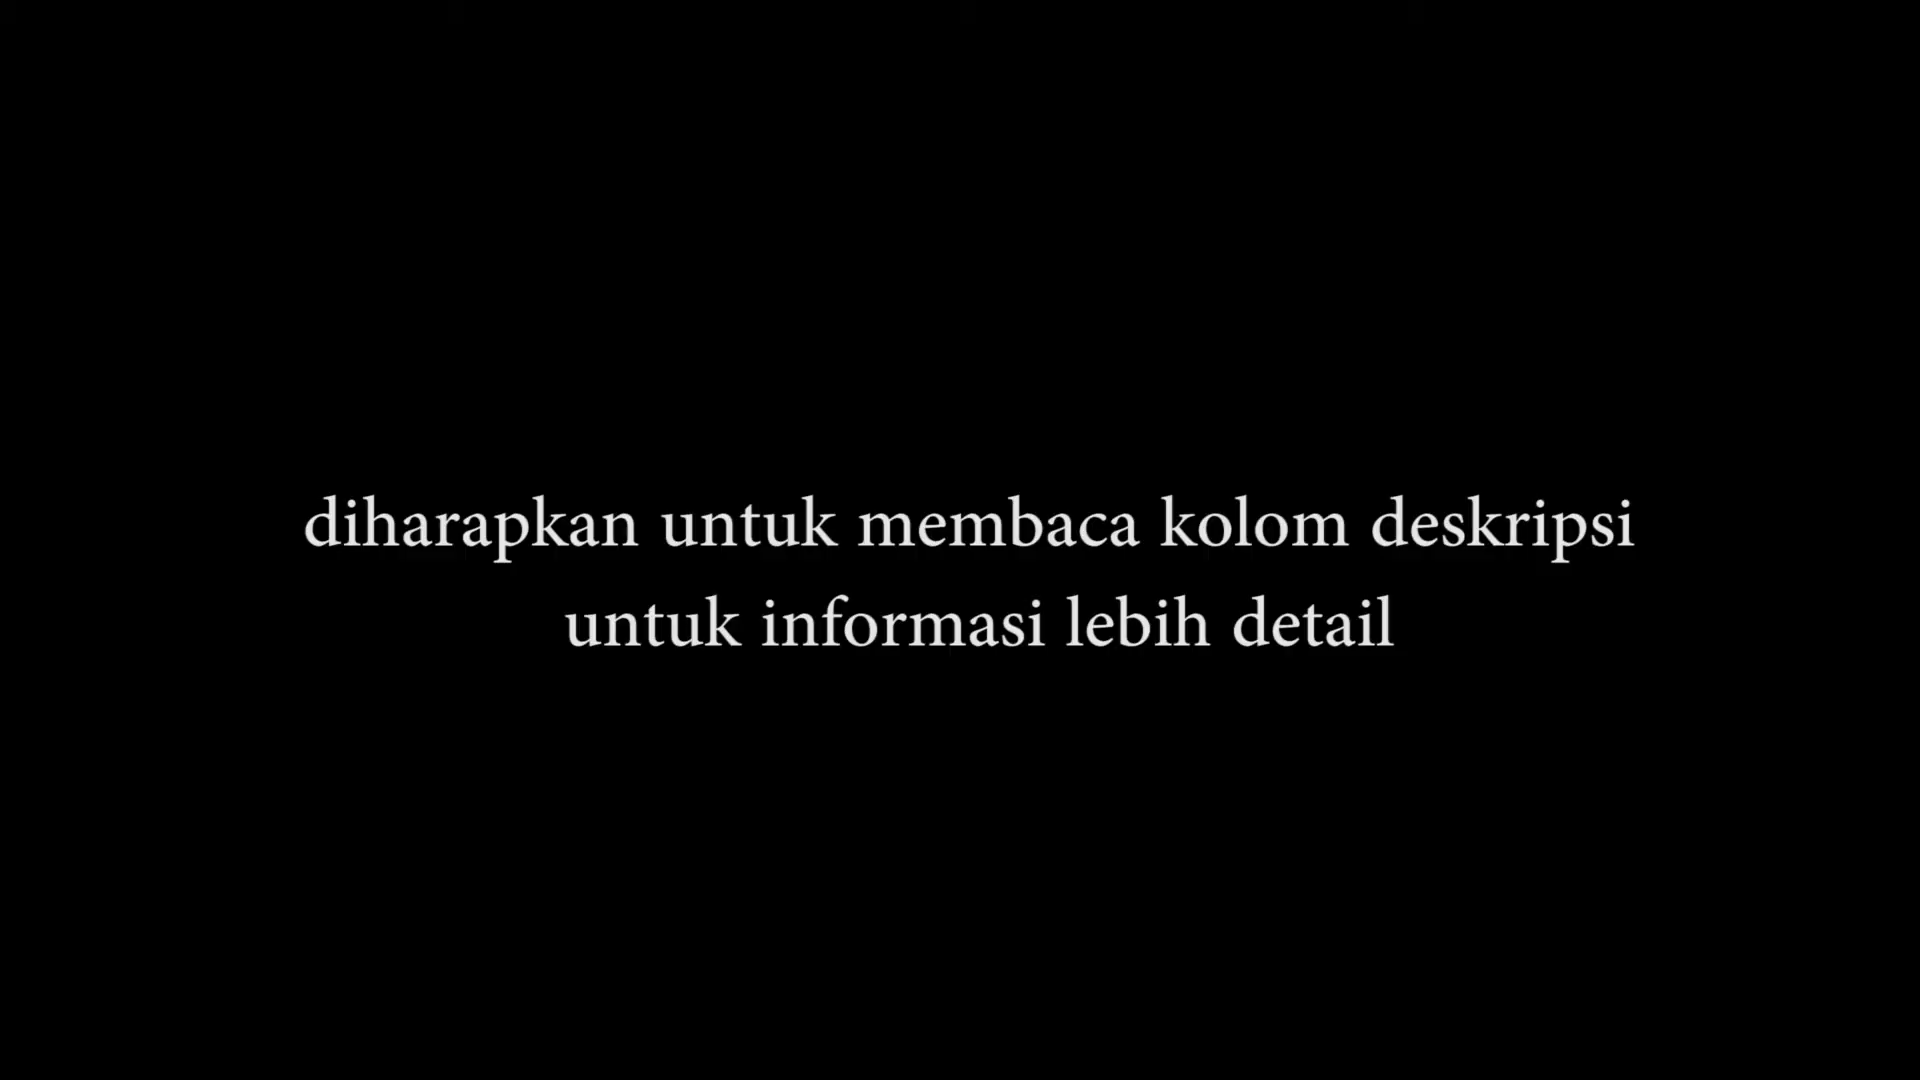 diharapkan untuk membaca kolom deskripsi
untuk informasi lebih detail